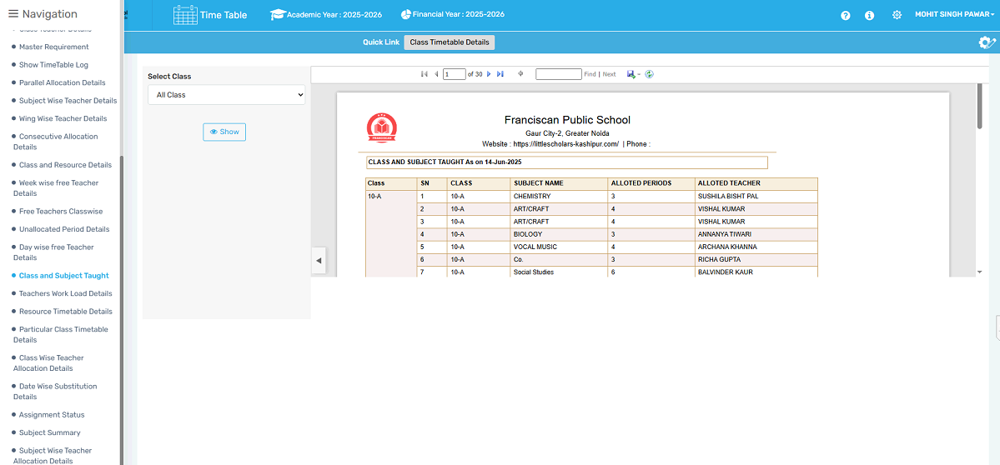 Navigation
Time Table
Academic Year : 2025-2026
Financial Year : 2025-2026
MOHIT SINGH PAWAR
Quick Link
Class Timetable Details
Class Teacher Details
Master Requirement
Show TimeTable Log
Parallel Allocation Details
Subject Wise Teacher Details
Wing Wise Teacher Details
Consecutive Allocation
Details
Class and Resource Details
Week wise free Teacher
Details
Free Teachers Classwise
Unallocated Period Details
Day wise free Teacher
Details
Class and Subject Taught
Teachers Work Load Details
Resource Timetable Details
Particular Class Timetable
Details
Class Wise Teacher
Allocation Details
Date Wise Substitution
Details
Assignment Status
Subject Summary
Subject Wise Teacher
Allocation Details
Select Class
All Class
Show
1 of 30 Find | Next
FRANCISCAN
Franciscan Public School
Gaur City-2, Greater Noida
Website : https://littlescholars-kashipur.com/ | Phone :
CLASS AND SUBJECT TAUGHT As on 14-Jun-2025
Class SN CLASS SUBJECT NAME ALLOTED PERIODS ALLOTED TEACHER
10-A 1 10-A CHEMISTRY 3 SUSHILA BISHT PAL
2 10-A ART/CRAFT 4 VISHAL KUMAR
3 10-A ART/CRAFT 4 VISHAL KUMAR
4 10-A BIOLOGY 3 ANNANYA TIWARI
5 10-A VOCAL MUSIC 4 ARCHANA KHANNA
6 10-A Co. 3 RICHA GUPTA
7 10-A Social Studies 6 BALVINDER KAUR